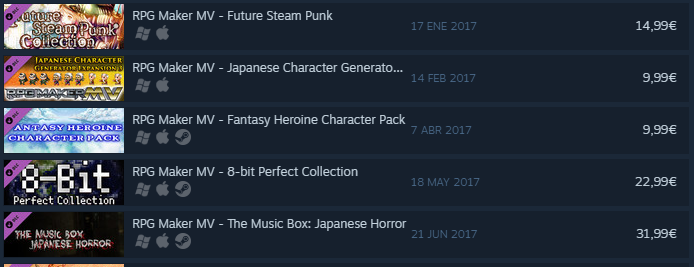 Future
Steam Punk
Collection
RPG Maker MV - Future Steam Punk
17 ENE 2017
14,99€
JAPANESE CHARACTER
GENERATOR EXPANSION 1
RPG MAKER MV
RPG Maker MV - Japanese Character Generato...
14 FEB 2017
9,99€
FANTASY HEROINE
CHARACTER PACK
RPG Maker MV - Fantasy Heroine Character Pack
7 ABR 2017
9,99€
8-Bit
Perfect Collection
RPG Maker MV - 8-bit Perfect Collection
18 MAY 2017
22,99€
THE MUSIC BOX
JAPANESE HORROR
RPG Maker MV - The Music Box: Japanese Horror
21 JUN 2017
31,99€